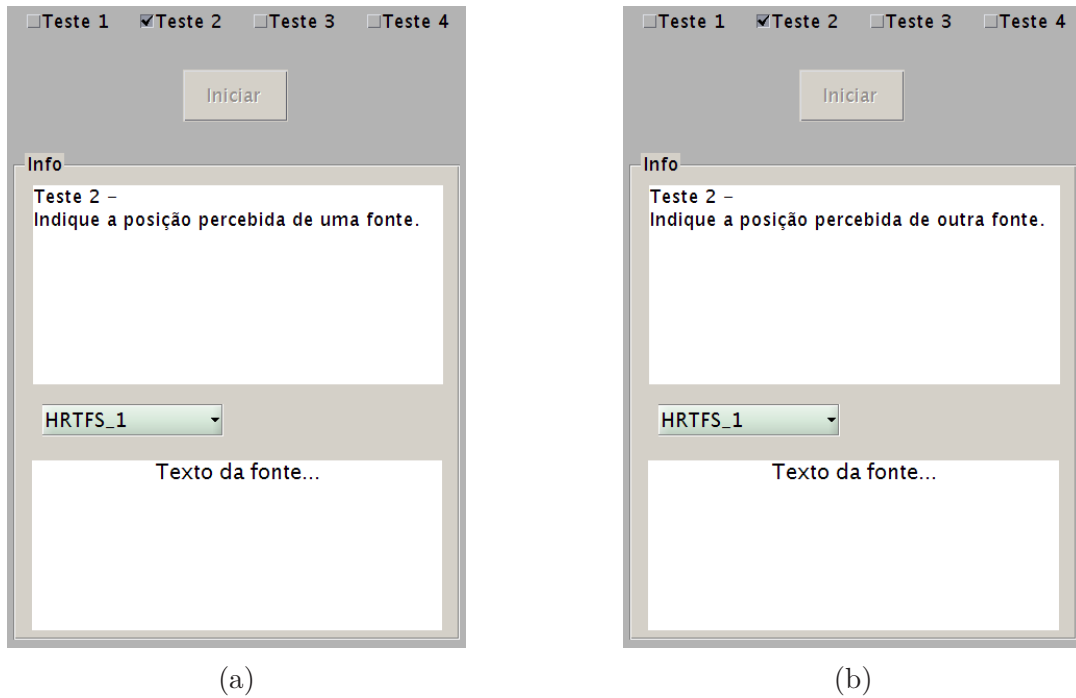 Teste 1 Teste 2 Teste 3 Teste 4
Iniciar
Info
Teste 2 –
Indique a posição percebida de uma fonte.
HRTFS_1
Texto da fonte...
(a)
Teste 1 Teste 2 Teste 3 Teste 4
Iniciar
Info
Teste 2 –
Indique a posição percebida de outra fonte.
HRTFS_1
Texto da fonte...
(b)